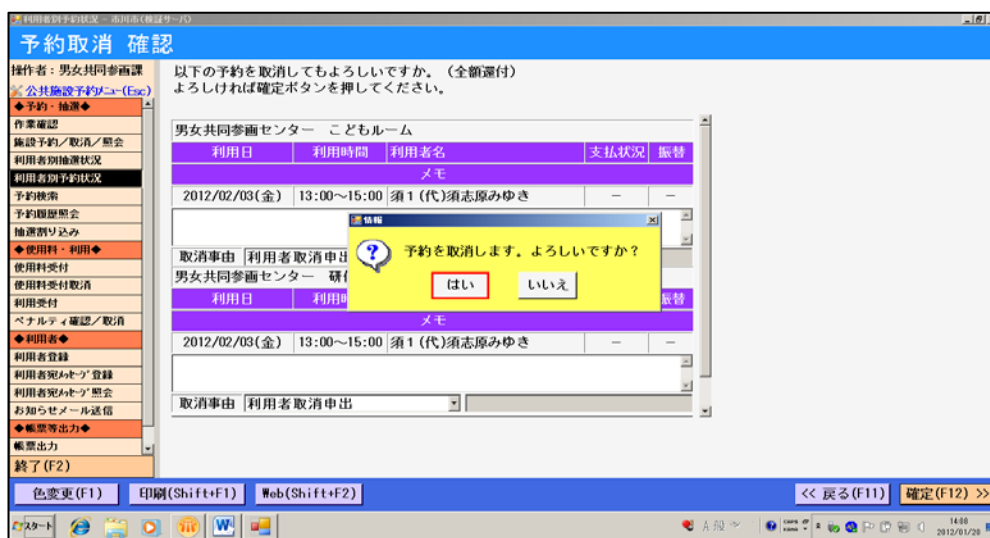 利用者別予約状況 - 市川市(検証サーバ)
予約取消 確認
操作者：男女共同参画課
公共施設予約メニュー(Esc)
以下の予約を取消してもよろしいですか。（全額還付）
よろしければ確定ボタンを押してください。
◆予約・抽選◆
作業確認
施設予約／取消／照会
利用者別抽選状況
利用者別予約状況
予約検索
予約履歴照会
抽選割り込み
◆使用料・利用◆
使用料受付
使用料受付取消
利用受付
ペナルティ確認／取消
◆利用者◆
利用者登録
利用者宛メッセージ登録
利用者宛メッセージ照会
お知らせメール送信
◆帳票等出力◆
帳票出力
終了(F2)
男女共同参画センター　こどもルーム
利用日 利用時間 利用者名 支払状況 振替
メモ
2012/02/03(金) 13:00～15:00 須1 (代)須志原みゆき － －
取消事由 利用者取消申出
男女共同参画センター　研
利用日 利用 振替
メモ
2012/02/03(金) 13:00～15:00 須1 (代)須志原みゆき － －
取消事由 利用者取消申出
情報
予約を取消します。よろしいですか？
はい いいえ
色変更(F1) 印刷(Shift+F1) Web(Shift+F2) << 戻る(F11) 確定(F12) >>
スタート
A 般
CAPS
14:08
2012/01/20